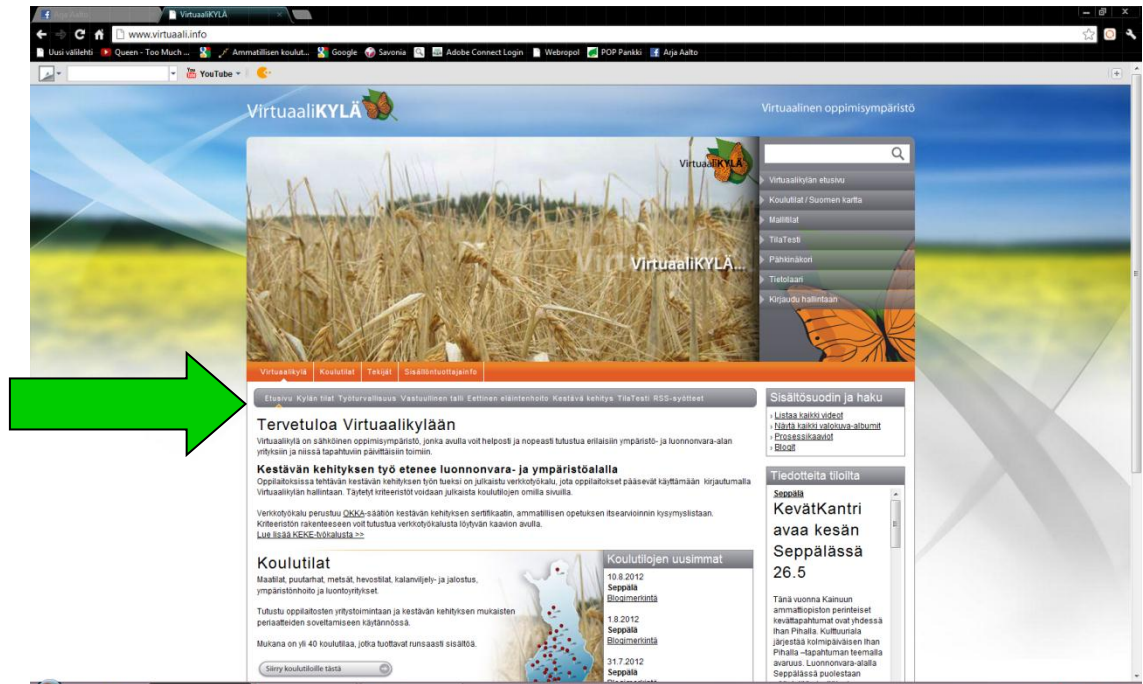 Arja Aalto
VirtuaaliKYLÄ
www.virtuaali.info
Uusi välilehti Queen - Too Much ... Ammatillisen koulut... Google Savonia Adobe Connect Login Webropol POP Pankki Arja Aalto
YouTube
VirtuaaliKYLÄ
Virtuaalinen oppimisympäristö
VirtuaaliKYLÄ
VirtuaaliKYLÄ...
Virtuaalikylän etusivu
Koulutilat / Suomen kartta
Mallitilat
TilaTesti
Pähkinäkori
Tietolaari
Kirjaudu hallintaan
Virtuaalikylä Koulutilat Tekijät Sisällöntuottajainfo
Etusivu Kylän tilat Työturvallisuus Vastuullinen talli Eettinen eläintenhoito Kestävä kehitys TilaTesti RSS-syötteet
Tervetuloa Virtuaalikylään
Virtuaalikylä on sähköinen oppimisympäristö, jonka avulla voit helposti ja nopeasti tutustua erilaisiin ympäristö- ja luonnonvara-alan
yrityksiin ja niissä tapahtuviin päivittäisiin toimiin.
Kestävän kehityksen työ etenee luonnonvara- ja ympäristöalalla
Oppilaitoksissa tehtävän kestävän kehityksen työn tueksi on julkaistu verkkotyökalu, jota oppilaitokset pääsevät käyttämään kirjautumalla
Virtuaalikylän hallintaan. Täytetyt kriteeristöt voidaan julkaista koulutilojen omilla sivuilla.
Verkkotyökalu perustuu OKKA-säätiön kestävän kehityksen sertifikaatin, ammatillisen opetuksen itsearvioinnin kysymyslistaan.
Kriteeristön rakenteeseen voit tutustua verkkotyökalusta löytyvän kaavion avulla.
Lue lisää KEKE-työkalusta >>
Koulutilat
Maatilat, puutarhat, metsät, hevostilat, kalanviljely- ja jalostus,
ympäristönhoito ja luontoyritykset.
Tutustu oppilaitosten yritystoimintaan ja kestävän kehityksen mukaisten
periaatteiden soveltamiseen käytännössä.
Mukana on yli 40 koulutilaa, jotka tuottavat runsaasti sisältöä.
Siirry koulutiloille tästä
Koulutilojen uusimmat
10.8.2012
Seppälä
Blogimerkintä
1.8.2012
Seppälä
Blogimerkintä
31.7.2012
Seppälä
Blogimerkintä
Sisältösuodin ja haku
› Listaa kaikki videot
› Näytä kaikki valokuva-albumit
› Prosessikaaviot
› Blogit
Tiedotteita tiloilta
Seppälä
KevätKantri
avaa kesän
Seppälässä
26.5
Tänä vuonna Kainuun
ammattiopiston perinteiset
kevättapahtumat ovat yhdessä
Ihan Pihalla. Kulttuuriala
järjestää kolmipäiväisen Ihan
Pihalla –tapahtuman teemalla
avaruus. Luonnonvara-alalla
Seppälässä puolestaan